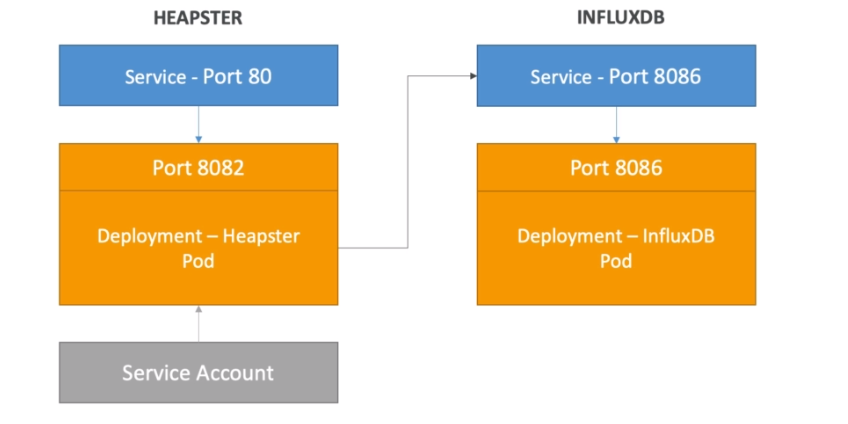 HEAPSTER
Service - Port 80
Port 8082
Deployment – Heapster
Pod
Service Account
INFLUXDB
Service - Port 8086
Port 8086
Deployment – InfluxDB
Pod